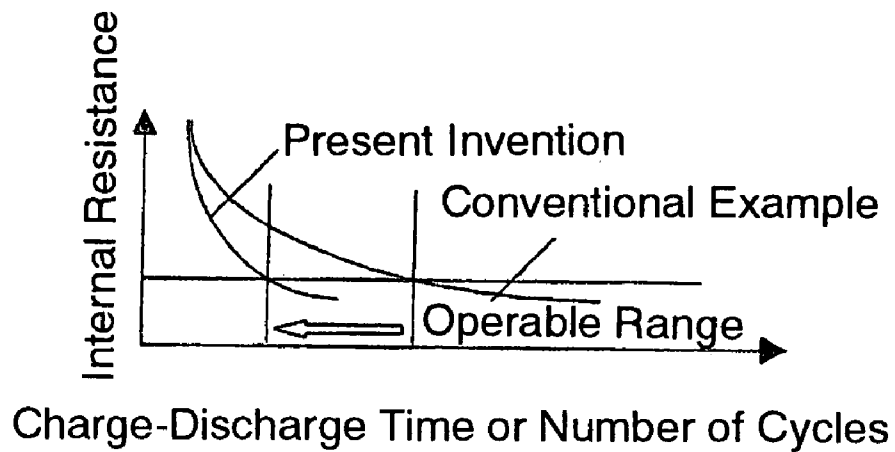 Internal Resistance
Present Invention
Conventional Example
Operable Range
Charge-Discharge Time or Number of Cycles